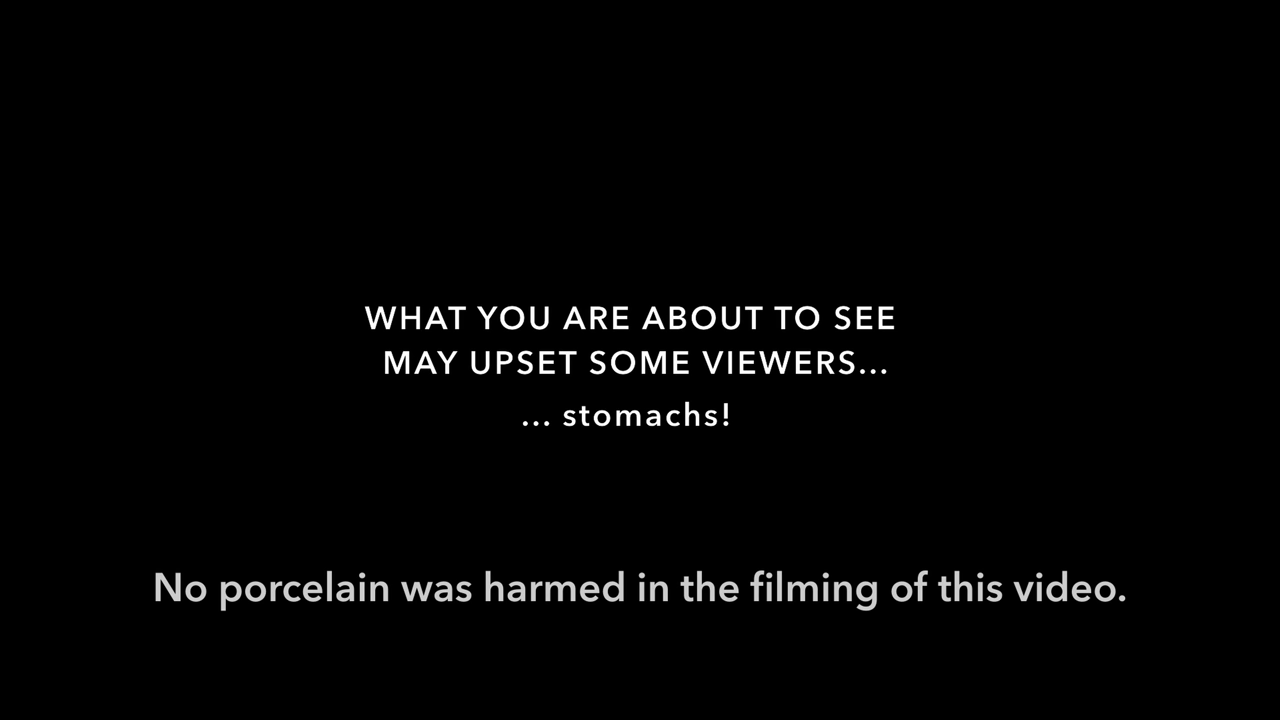 WHAT YOU ARE ABOUT TO SEE
MAY UPSET SOME VIEWERS...
... stomachs!
No porcelain was harmed in the filming of this video.